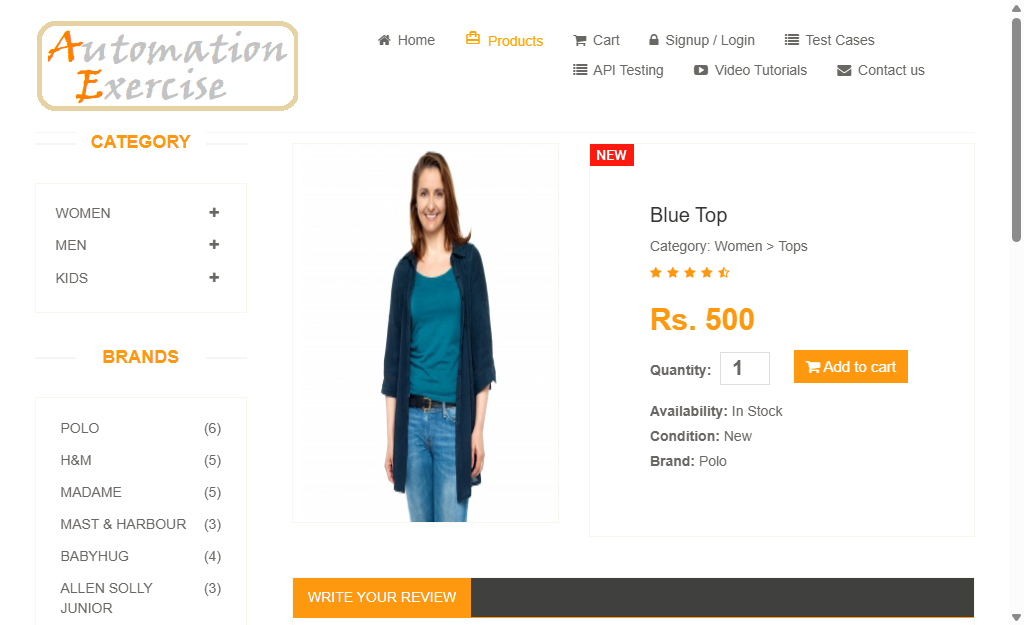 Automation
Exercise
Home
Products
Cart
Signup / Login
Test Cases
API Testing
Video Tutorials
Contact us
CATEGORY
WOMEN
MEN
KIDS
BRANDS
POLO (6)
H&M (5)
MADAME (5)
MAST & HARBOUR (3)
BABYHUG (4)
ALLEN SOLLY (3)
JUNIOR
NEW
Blue Top
Category: Women > Tops
Rs. 500
Quantity: 1
Add to cart
Availability: In Stock
Condition: New
Brand: Polo
WRITE YOUR REVIEW